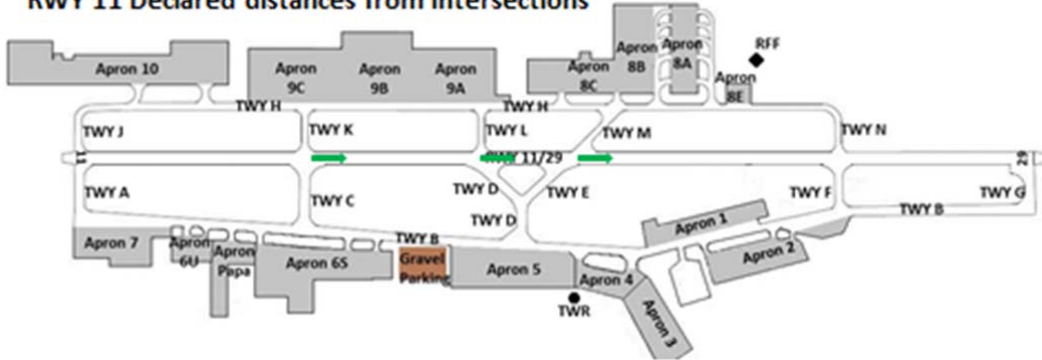 RWY 11 Declared distances from intersections
Apron
8B
Apron
8A
RFF
Apron 10
Apron
9C
Apron
9B
Apron
9A
Apron
8C
Apron
8E
TWY H
TWY H
TWY J
TWY K
TWY L
TWY M
TWY N
11
RWY 11/29
29
TWY A
TWY C
TWY D
TWY E
TWY F
TWY G
TWY D
TWY B
Apron 1
Apron 7
Apron
6U
Apron
Papa
Apron 6S
TWY B
Gravel
Parking
Apron 5
Apron 4
Apron 2
TWR
Apron 3